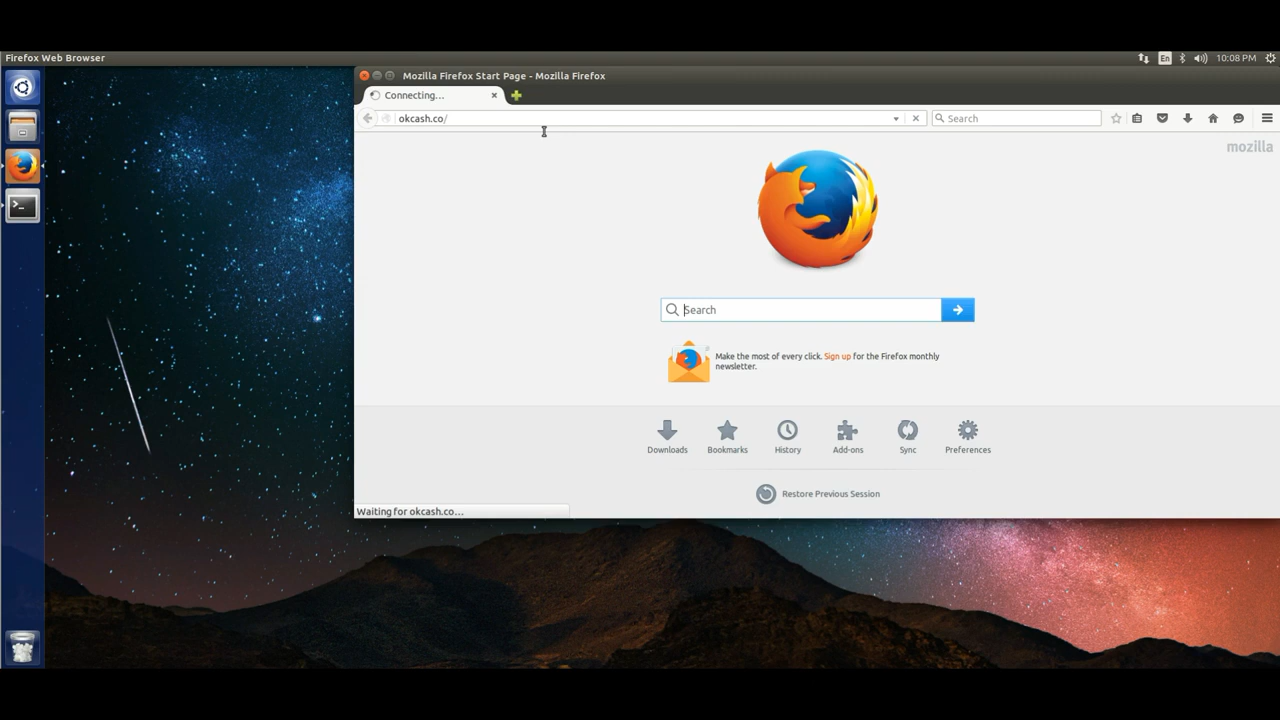 Firefox Web Browser
En
10:08 PM
Mozilla Firefox Start Page - Mozilla Firefox
Connecting...
okcash.co/
Search
mozilla
Search
Make the most of every click. Sign up for the Firefox monthly
newsletter.
Downloads
Bookmarks
History
Add-ons
Sync
Preferences
Restore Previous Session
Waiting for okcash.co...